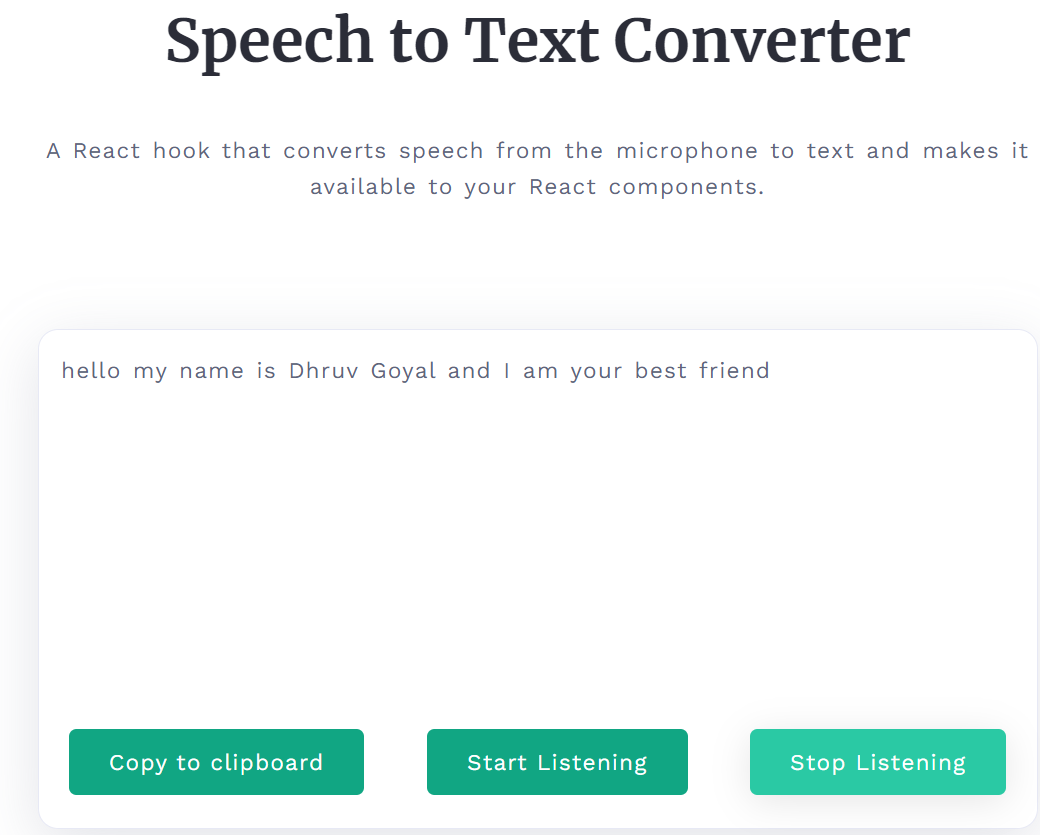 Speech to Text Converter
A React hook that converts speech from the microphone to text and makes it
available to your React components.
hello my name is Dhruv Goyal and I am your best friend
Copy to clipboard
Start Listening
Stop Listening